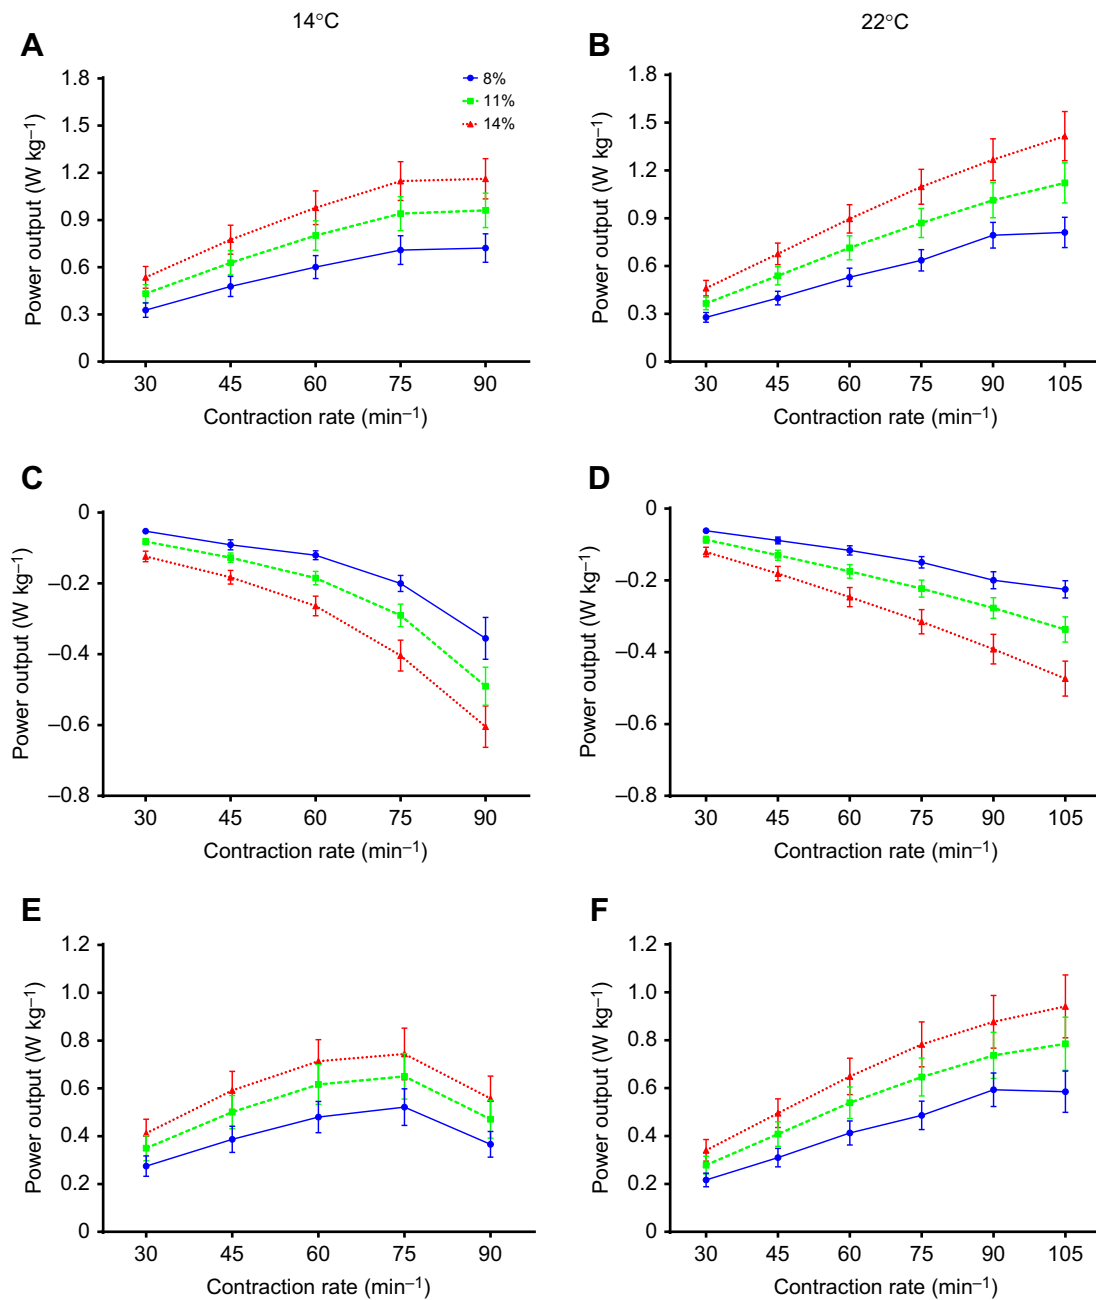 14°C
22°C
A
B
1.8
1.5
1.2
0.9
0.6
0.3
0
Power output (W kg–1)
8%
11%
14%
30 45 60 75 90
Contraction rate (min–1)
1.8
1.5
1.2
0.9
0.6
0.3
0
Power output (W kg–1)
30 45 60 75 90 105
Contraction rate (min–1)
C
D
0
–0.2
–0.4
–0.6
–0.8
Power output (W kg–1)
30 45 60 75 90
Contraction rate (min–1)
0
–0.2
–0.4
–0.6
–0.8
Power output (W kg–1)
30 45 60 75 90 105
Contraction rate (min–1)
E
F
1.2
1.0
0.8
0.6
0.4
0.2
0
Power output (W kg–1)
30 45 60 75 90
Contraction rate (min–1)
1.2
1.0
0.8
0.6
0.4
0.2
0
Power output (W kg–1)
30 45 60 75 90 105
Contraction rate (min–1)